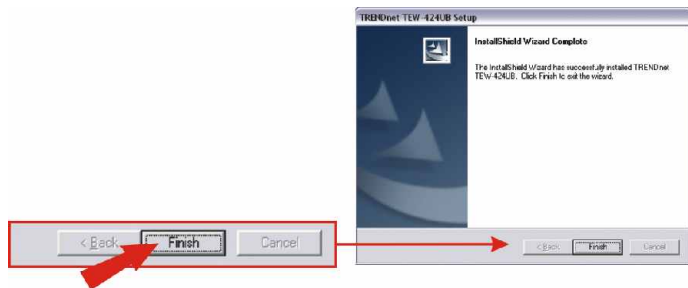 TRENDnet TEW-424UB Setup
InstallShield Wizard Complete
The InstallShield Wizard has successfully installed TRENDnet
TEW-424UB. Click Finish to exit the wizard.
< Back Finish Cancel
< Back Finish Cancel